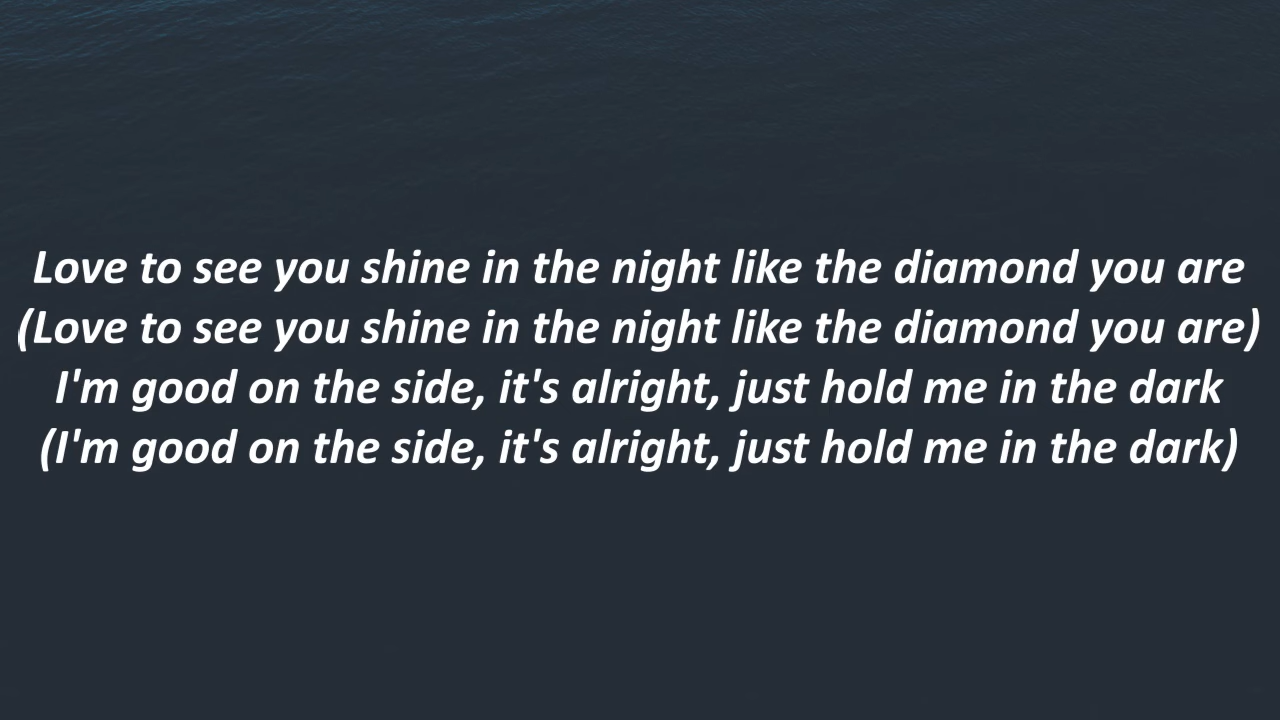 Love to see you shine in the night like the diamond you are
(Love to see you shine in the night like the diamond you are)
I'm good on the side, it's alright, just hold me in the dark
(I'm good on the side, it's alright, just hold me in the dark)